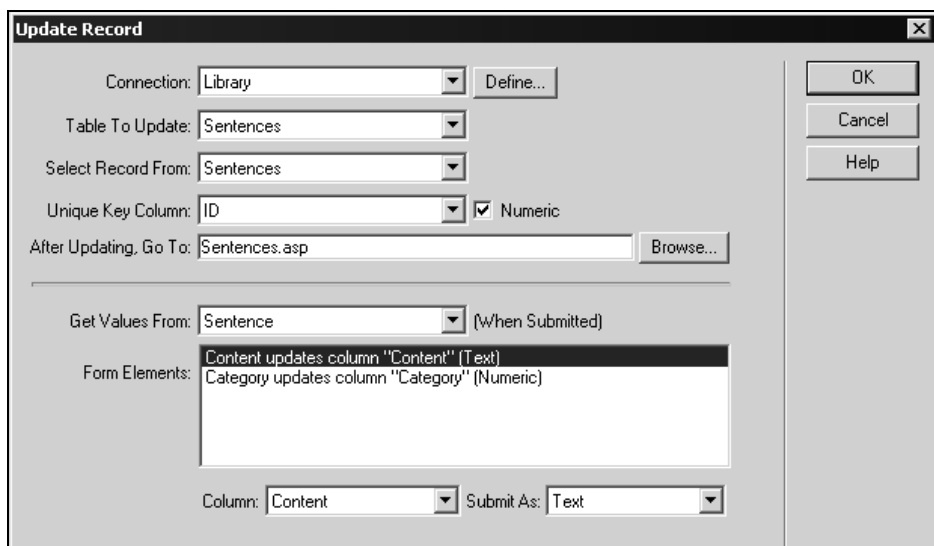 Update Record
Connection: Library Define... OK
Table To Update: Sentences Cancel
Select Record From: Sentences Help
Unique Key Column: ID Numeric
After Updating, Go To: Sentences.asp Browse...
Get Values From: Sentence (When Submitted)
Form Elements: Content updates column "Content" (Text)
Category updates column "Category" (Numeric)
Column: Content Submit As: Text